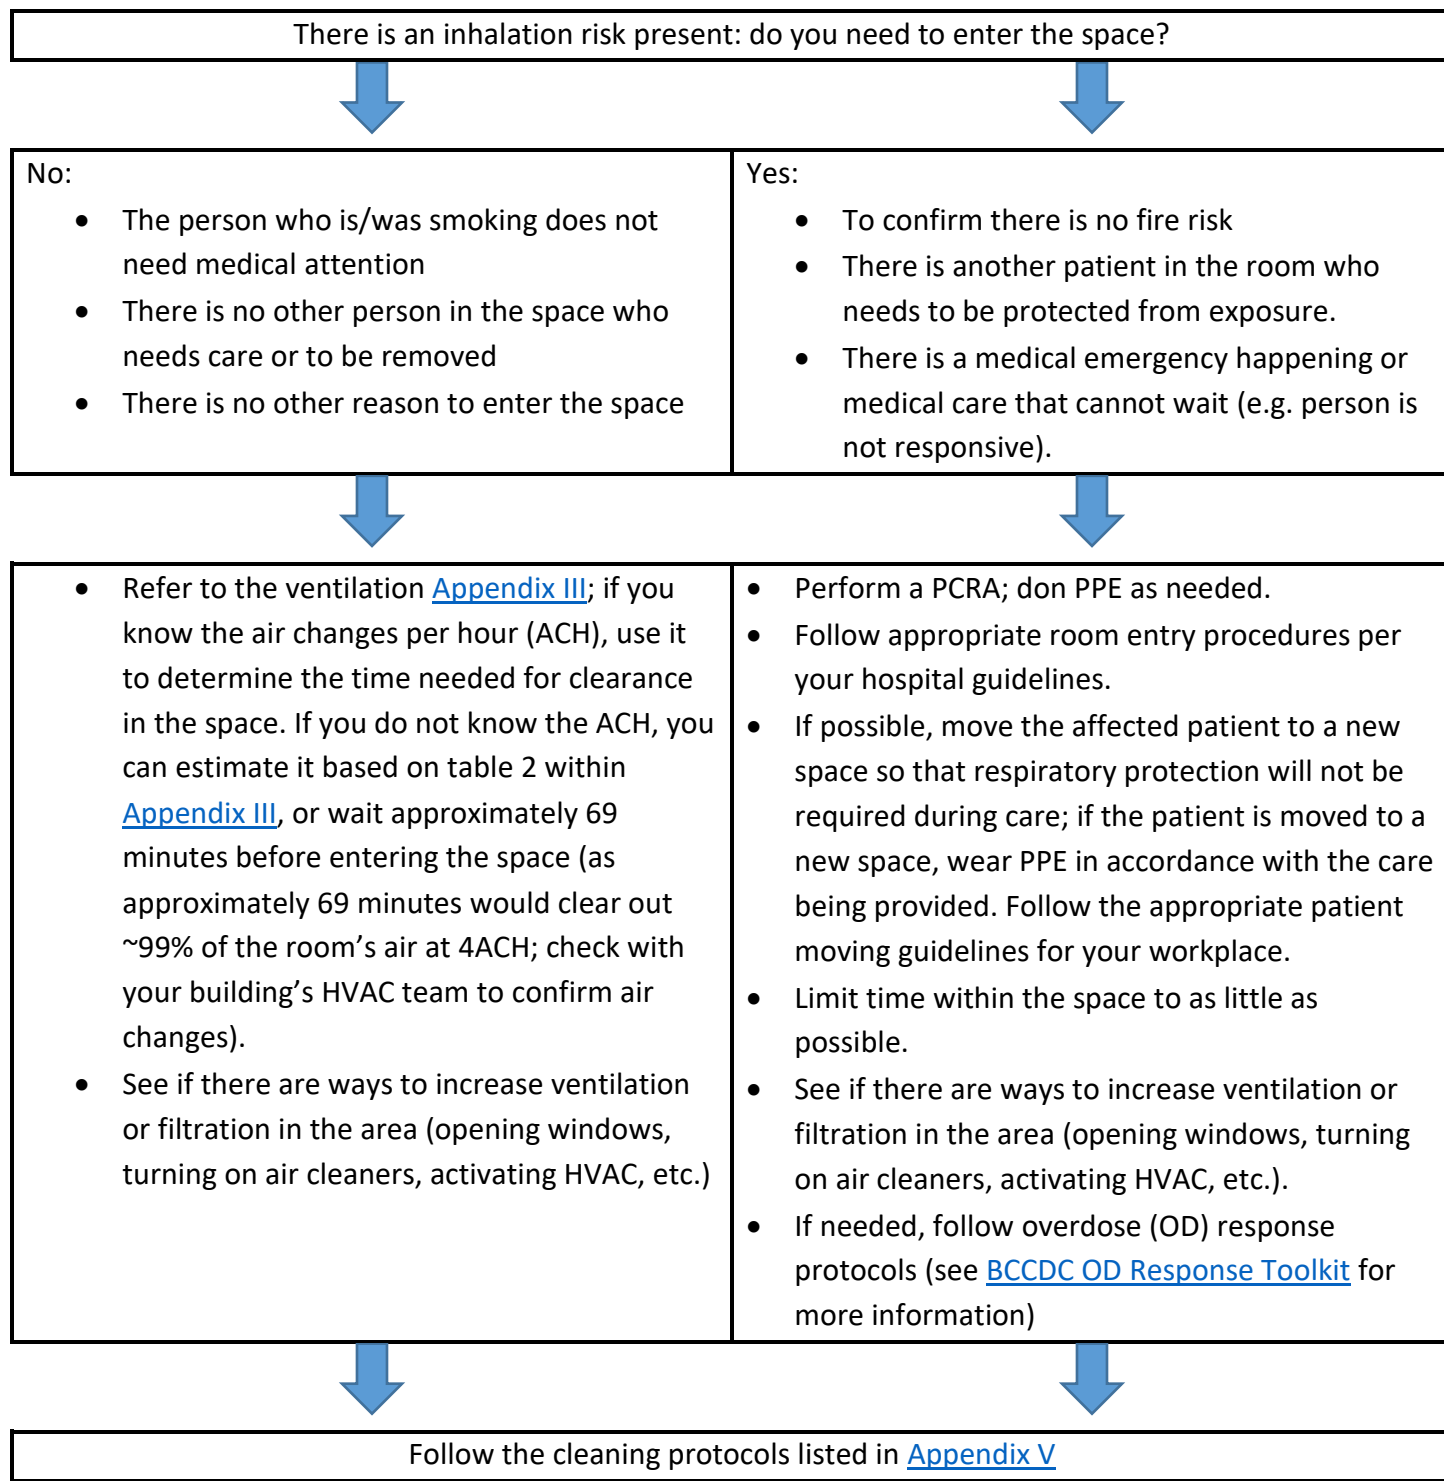 There is an inhalation risk present: do you need to enter the space?
No:
• The person who is/was smoking does not
need medical attention
• There is no other person in the space who
needs care or to be removed
• There is no other reason to enter the space
Yes:
• To confirm there is no fire risk
• There is another patient in the room who
needs to be protected from exposure.
• There is a medical emergency happening or
medical care that cannot wait (e.g. person is
not responsive).
• Refer to the ventilation Appendix III; if you
know the air changes per hour (ACH), use it
to determine the time needed for clearance
in the space. If you do not know the ACH, you
can estimate it based on table 2 within
Appendix III, or wait approximately 69
minutes before entering the space (as
approximately 69 minutes would clear out
~99% of the room’s air at 4ACH; check with
your building’s HVAC team to confirm air
changes).
• See if there are ways to increase ventilation
or filtration in the area (opening windows,
turning on air cleaners, activating HVAC, etc.)
• Perform a PCRA; don PPE as needed.
• Follow appropriate room entry procedures per
your hospital guidelines.
• If possible, move the affected patient to a new
space so that respiratory protection will not be
required during care; if the patient is moved to a
new space, wear PPE in accordance with the care
being provided. Follow the appropriate patient
moving guidelines for your workplace.
• Limit time within the space to as little as
possible.
• See if there are ways to increase ventilation or
filtration in the area (opening windows, turning
on air cleaners, activating HVAC, etc.).
• If needed, follow overdose (OD) response
protocols (see BCCDC OD Response Toolkit for
more information)
Follow the cleaning protocols listed in Appendix V